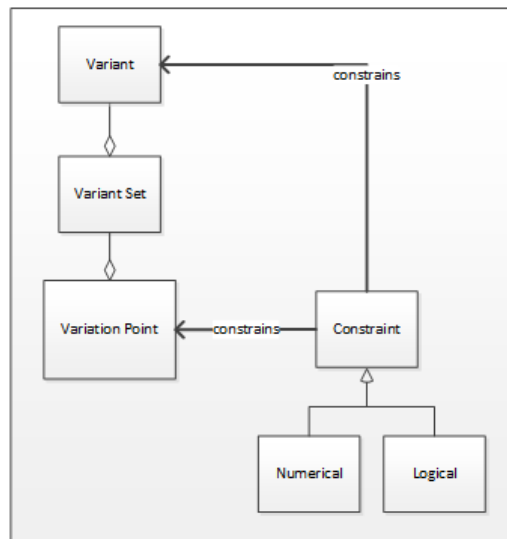 Variant
constrains
Variant Set
Variation Point
constrains
Constraint
Numerical
Logical